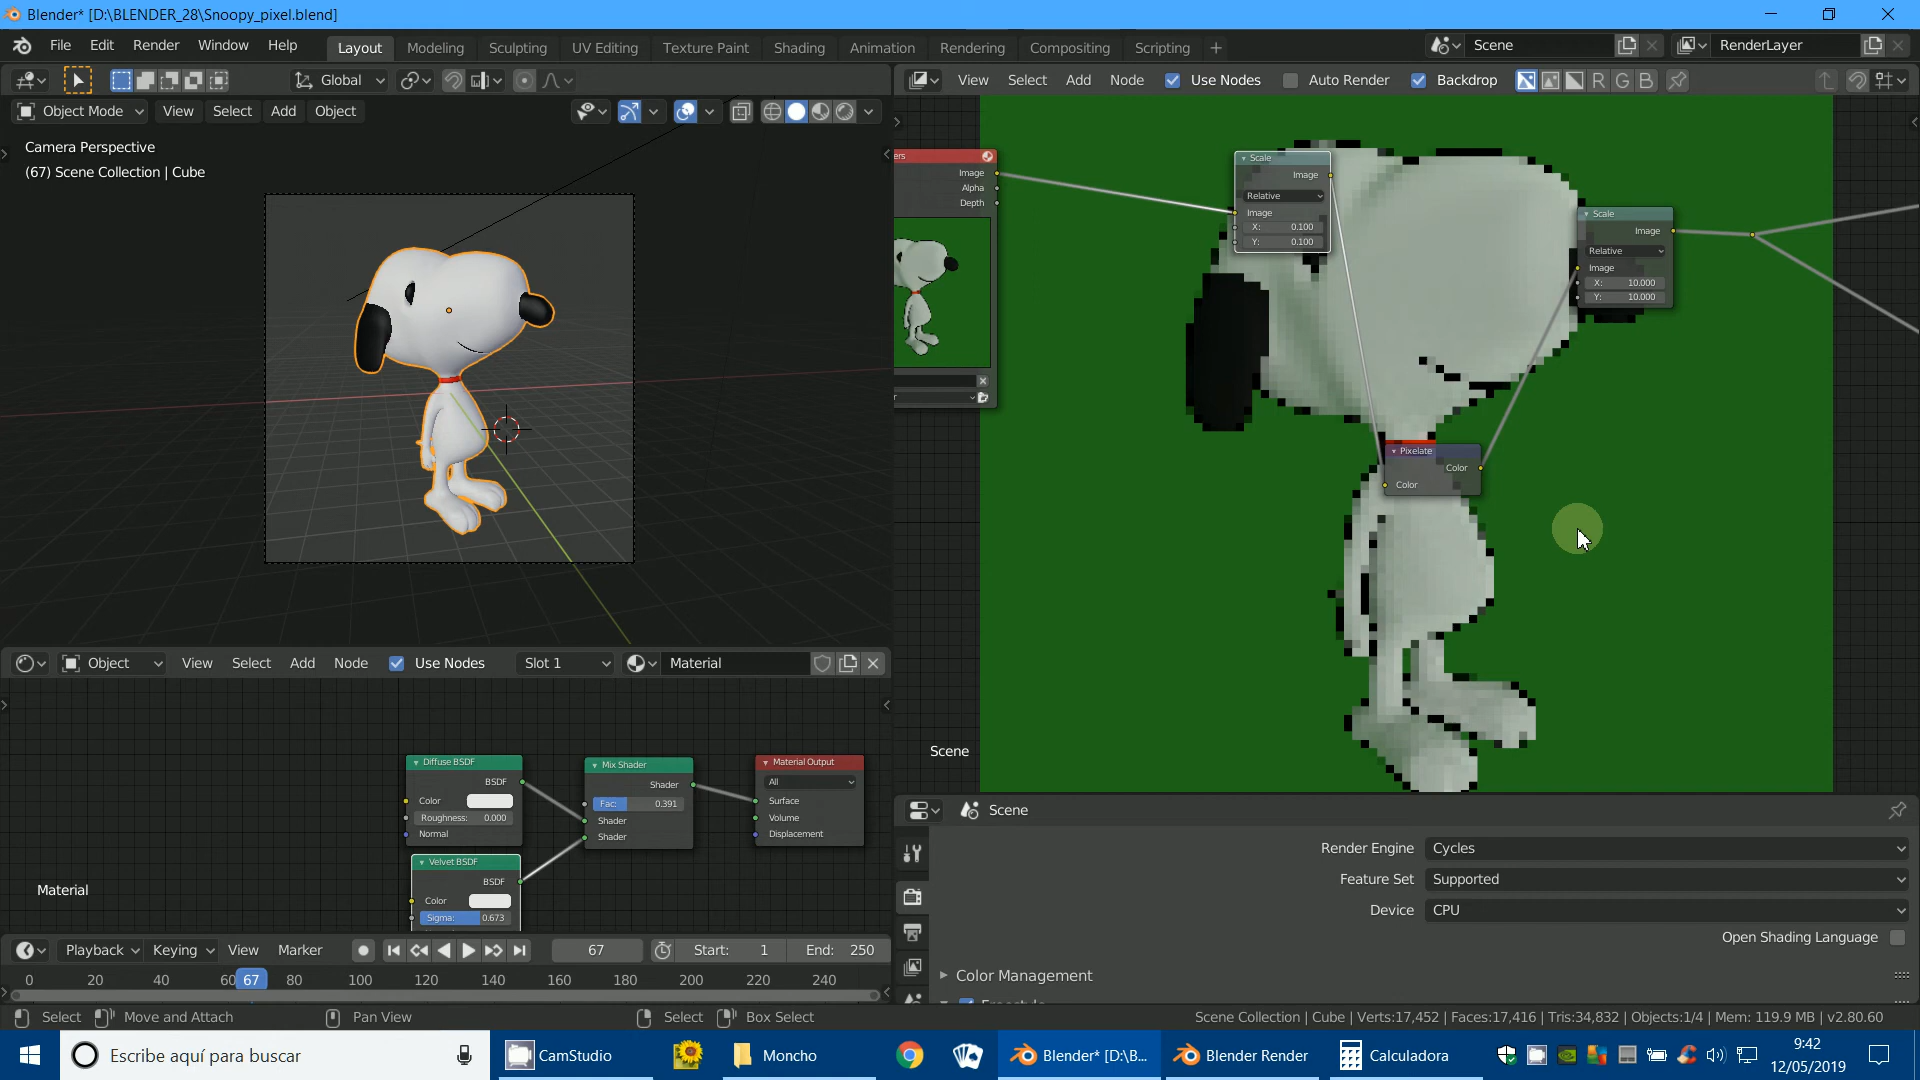 Blender* [D:\BLENDER_28\Snoopy_pixel.blend]
File Edit Render Window Help Layout Modeling Sculpting UV Editing Texture Paint Shading Animation Rendering Compositing Scripting + Scene RenderLayer
Global View Select Add Node Use Nodes Auto Render Backdrop R G B
Object Mode View Select Add Object
Camera Perspective
(67) Scene Collection | Cube
ers
Image
Alpha
Depth
Scale
Image
Relative
Image
X: 0.100
Y: 0.100
Scale
Image
Relative
Image
X: 10.000
Y: 10.000
Pixelate
Color
Color
Scene
Object View Select Add Node Use Nodes Slot 1 Material
Diffuse BSDF
BSDF
Color
Roughness: 0.000
Normal
Velvet BSDF
BSDF
Color
Sigma: 0.673
Mix Shader
Shader
Fac: 0.391
Shader
Shader
Material Output
All
Surface
Volume
Displacement
Material
Scene
Render Engine Cycles
Feature Set Supported
Device CPU
Open Shading Language
Color Management
Playback Keying View Marker 67 Start: 1 End: 250
0 20 40 60 67 80 100 120 140 160 180 200 220 240
Select Move and Attach Pan View Select Box Select Scene Collection | Cube | Verts:17,452 | Faces:17,416 | Tris:34,832 | Objects:1/4 | Mem: 119.9 MB | v2.80.60
Escribe aquí para buscar CamStudio Moncho Blender* [D:\B... Blender Render Calculadora
9:42
12/05/2019